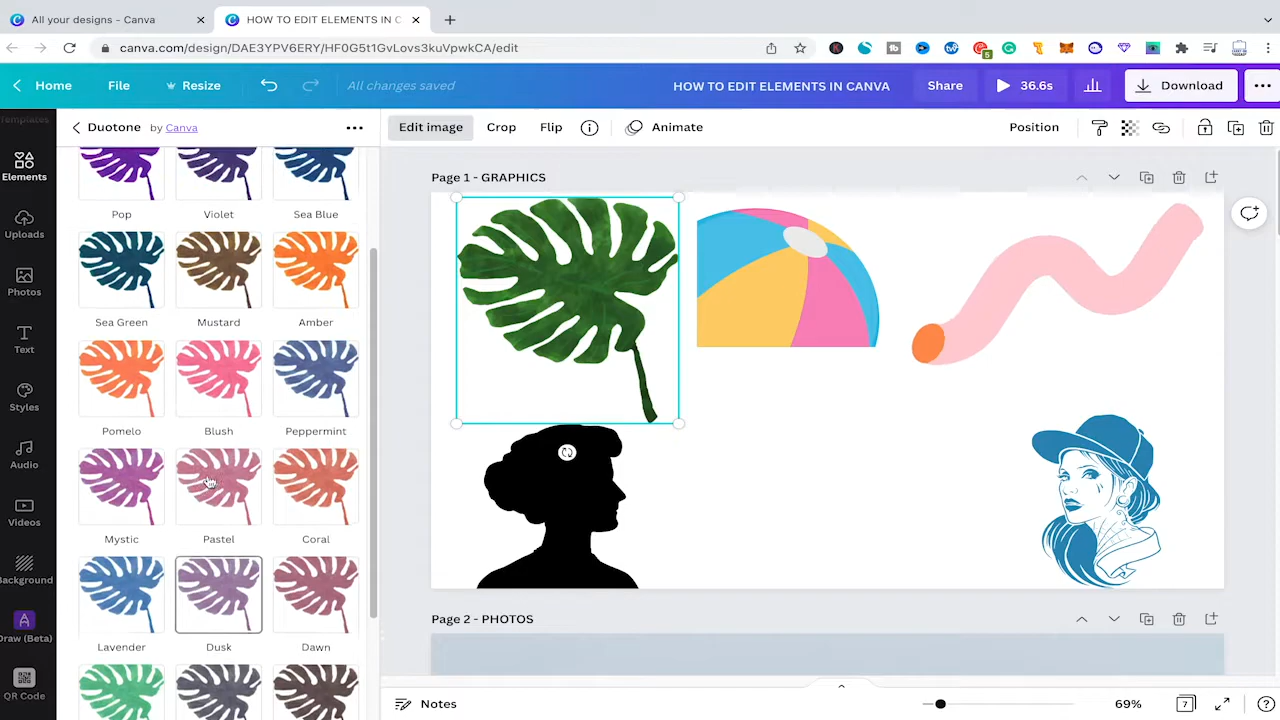 All your designs - Canva
HOW TO EDIT ELEMENTS IN C
canva.com/design/DAE3YPV6ERY/HF0G5t1GvLovs3kuVpwkCA/edit
5
Home
File
Resize
All changes saved
HOW TO EDIT ELEMENTS IN CANVA
Share
36.6s
Download
Templates
Elements
Uploads
Photos
Text
Styles
Audio
Videos
Background
Draw (Beta)
QR Code
Duotone by Canva
Pop
Violet
Sea Blue
Sea Green
Mustard
Amber
Pomelo
Blush
Peppermint
Mystic
Pastel
Coral
Lavender
Dusk
Dawn
Edit image
Crop
Flip
Animate
Position
Page 1 - GRAPHICS
Page 2 - PHOTOS
Notes
69%
7